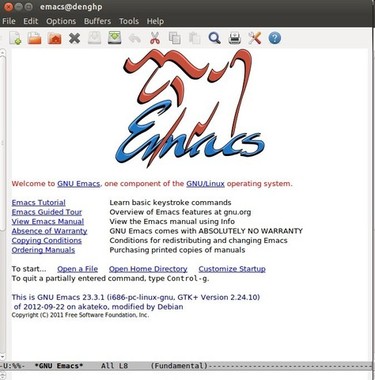 emacs@denghp
File Edit Options Buffers Tools Help
Emacs
Welcome to GNU Emacs, one component of the GNU/Linux operating system.
Emacs Tutorial Learn basic keystroke commands
Emacs Guided Tour Overview of Emacs features at gnu.org
View Emacs Manual View the Emacs manual using Info
Absence of Warranty GNU Emacs comes with ABSOLUTELY NO WARRANTY
Copying Conditions Conditions for redistributing and changing Emacs
Ordering Manuals Purchasing printed copies of manuals
To start... Open a File Open Home Directory Customize Startup
To quit a partially entered command, type Control-g.
This is GNU Emacs 23.3.1 (i686-pc-linux-gnu, GTK+ Version 2.24.10)
of 2012-09-22 on akateko, modified by Debian
Copyright (C) 2011 Free Software Foundation, Inc.
-U:%%- *GNU Emacs* All L8 (Fundamental)